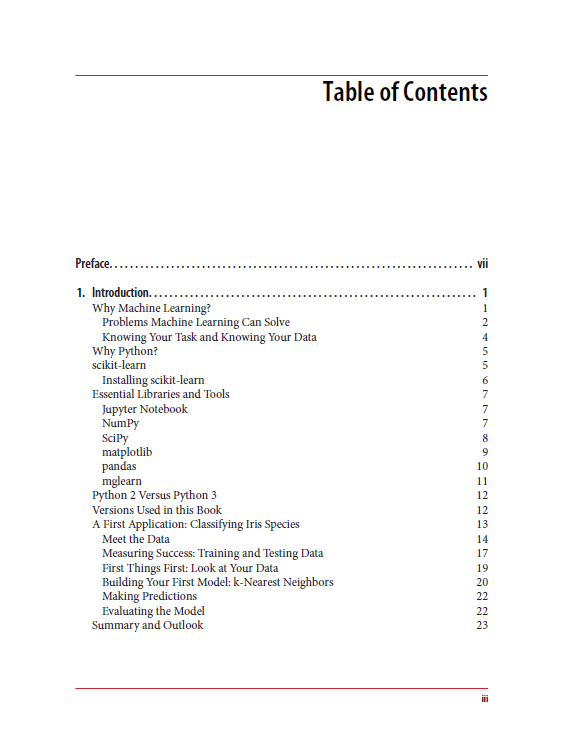 Table of Contents
Preface. . . . . . . . . . . . . . . . . . . . . . . . . . . . . . . . . . . . . . . . . . . . . . . . . . . . . . . . . . . . . . . . . . . . . . . vii
1. Introduction. . . . . . . . . . . . . . . . . . . . . . . . . . . . . . . . . . . . . . . . . . . . . . . . . . . . . . . . . . . . . . . . 1
Why Machine Learning? 1
Problems Machine Learning Can Solve 2
Knowing Your Task and Knowing Your Data 4
Why Python? 5
scikit-learn 5
Installing scikit-learn 6
Essential Libraries and Tools 7
Jupyter Notebook 7
NumPy 7
SciPy 8
matplotlib 9
pandas 10
mglearn 11
Python 2 Versus Python 3 12
Versions Used in this Book 12
A First Application: Classifying Iris Species 13
Meet the Data 14
Measuring Success: Training and Testing Data 17
First Things First: Look at Your Data 19
Building Your First Model: k-Nearest Neighbors 20
Making Predictions 22
Evaluating the Model 22
Summary and Outlook 23
iii